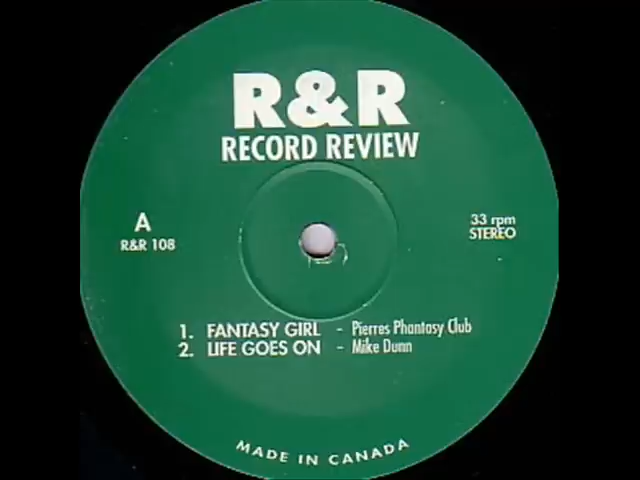 R&R
RECORD REVIEW
A
R&R 108
33 rpm
STEREO
1. FANTASY GIRL - Pierres Phantasy Club
2. LIFE GOES ON - Mike Dunn
MADE IN CANADA